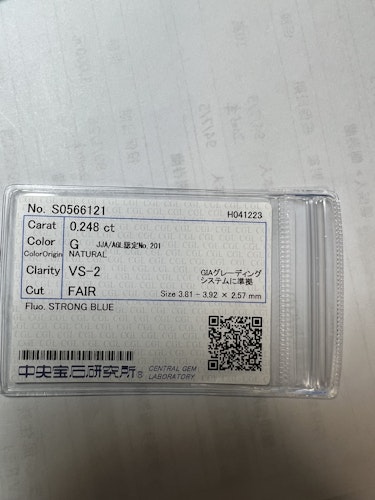 No. S0566121
H041223
Carat 0.248 ct
Color G JJA/AGL認定No.201
ColorOrigin NATURAL
Clarity VS-2 GIAグレーディングシステムに準拠
Cut FAIR Size 3.81 - 3.92 × 2.57 mm
Fluo. STRONG BLUE
中央宝石研究所 CENTRAL GEM LABORATORY